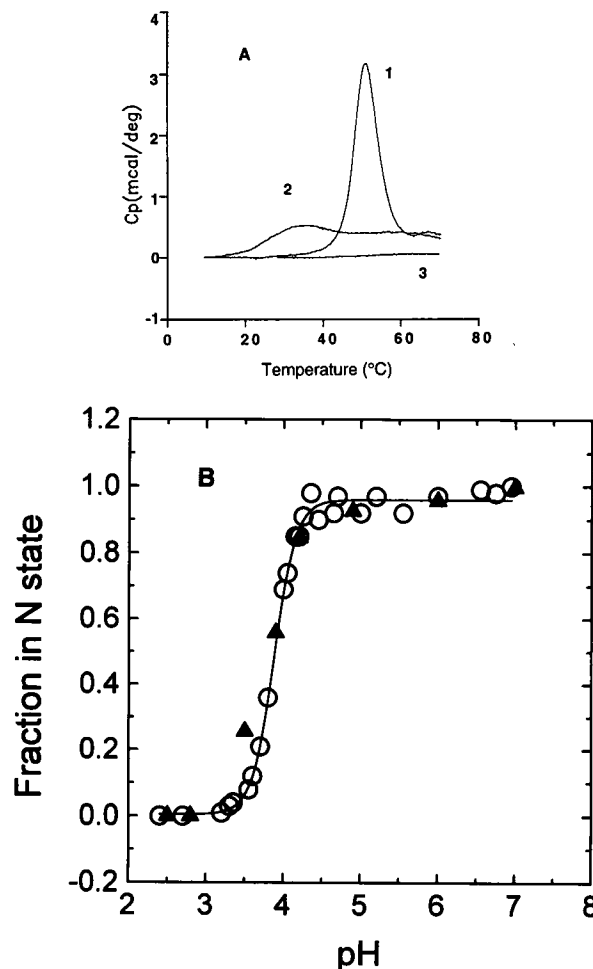 4
A
1
3
Cp(mcal/deg)
2
2
1
0
3
-1
0 20 40 60 80
Temperature (°C)
1.2
B
1.0
0.8
Fraction in N state
0.6
0.4
0.2
0.0
-0.2
2 3 4 5 6 7 8
pH